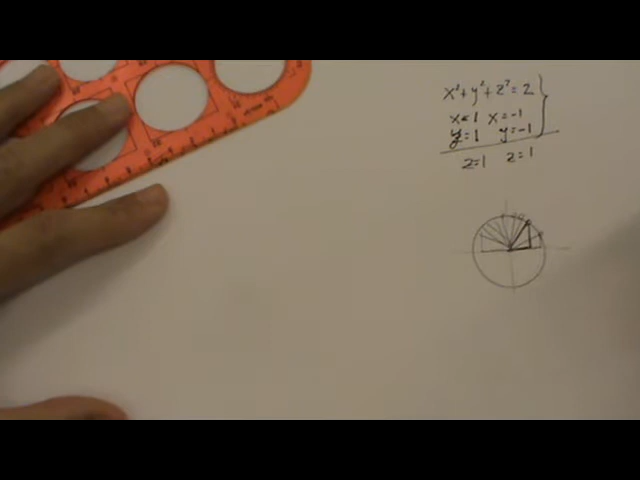 x²+y²+z²=2
x=1 x=-1
y=1 y=-1
z=1 z=1